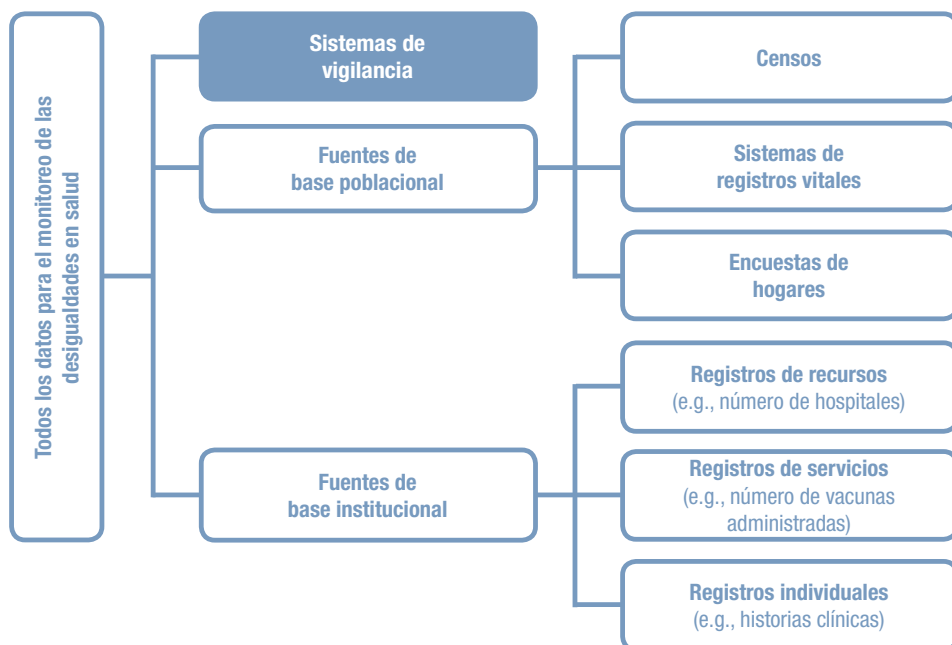 Todos los datos para el monitoreo de las
desigualdades en salud
Sistemas de
vigilancia
Fuentes de
base poblacional
Censos
Sistemas de
registros vitales
Encuestas de
hogares
Fuentes de
base institucional
Registros de recursos
(e.g., número de hospitales)
Registros de servicios
(e.g., número de vacunas
administradas)
Registros individuales
(e.g., historias clínicas)